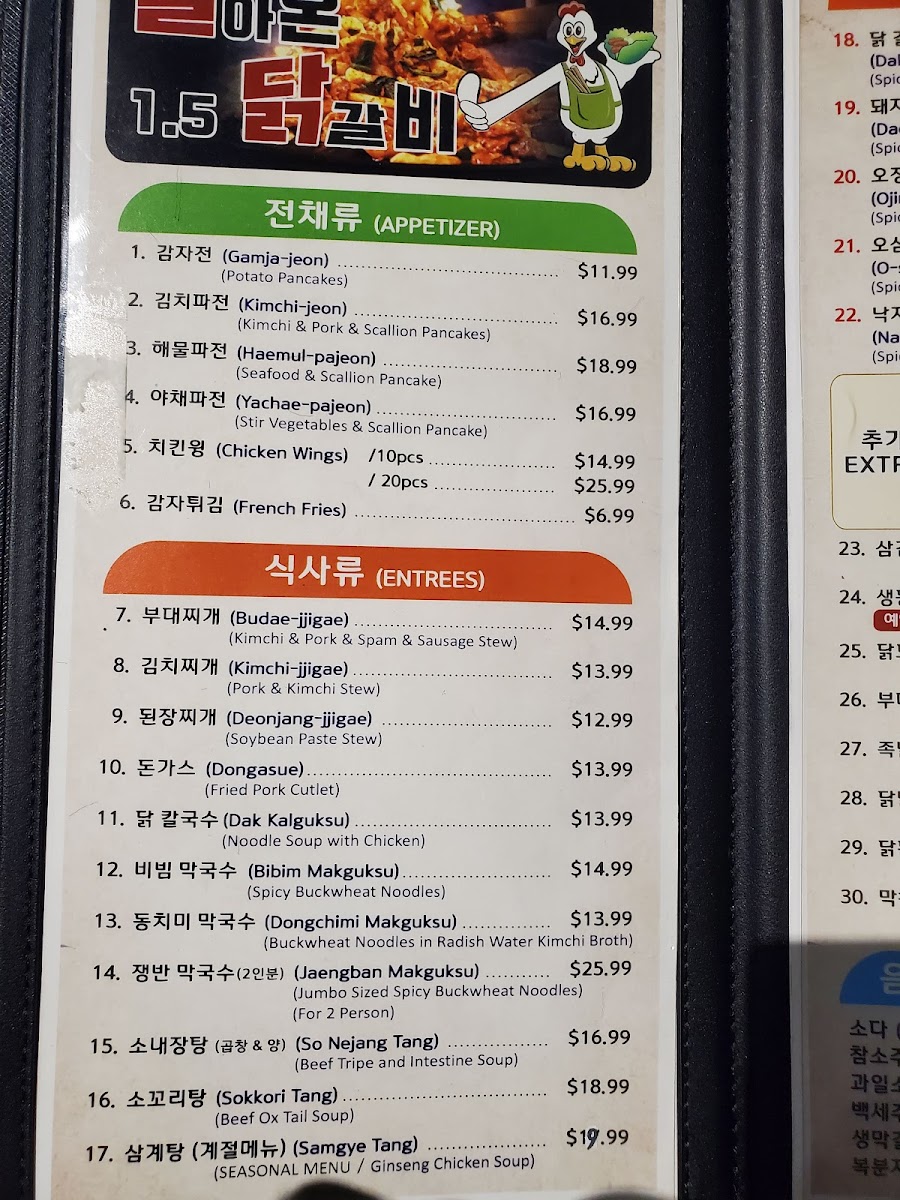 돌아온
1.5 닭갈비
전채류 (APPETIZER)
1. 감자전 (Gamja-jeon) $11.99
(Potato Pancakes)
2. 김치파전 (Kimchi-jeon) $16.99
(Kimchi & Pork & Scallion Pancakes)
3. 해물파전 (Haemul-pajeon) $18.99
(Seafood & Scallion Pancake)
4. 야채파전 (Yachae-pajeon) $16.99
(Stir Vegetables & Scallion Pancake)
5. 치킨윙 (Chicken Wings) /10pcs $14.99
/ 20pcs $25.99
6. 감자튀김 (French Fries) $6.99
식사류 (ENTREES)
7. 부대찌개 (Budae-jjigae) $14.99
(Kimchi & Pork & Spam & Sausage Stew)
8. 김치찌개 (Kimchi-jjigae) $13.99
(Pork & Kimchi Stew)
9. 된장찌개 (Deonjang-jjigae) $12.99
(Soybean Paste Stew)
10. 돈가스 (Dongasue) $13.99
(Fried Pork Cutlet)
11. 닭 칼국수 (Dak Kalguksu) $13.99
(Noodle Soup with Chicken)
12. 비빔 막국수 (Bibim Makguksu) $14.99
(Spicy Buckwheat Noodles)
13. 동치미 막국수 (Dongchimi Makguksu) $13.99
(Buckwheat Noodles in Radish Water Kimchi Broth)
14. 쟁반 막국수(2인분) (Jaengban Makguksu) $25.99
(Jumbo Sized Spicy Buckwheat Noodles)
(For 2 Person)
15. 소내장탕 (곱창 & 양) (So Nejang Tang) $16.99
(Beef Tripe and Intestine Soup)
16. 소꼬리탕 (Sokkori Tang) $18.99
(Beef Ox Tail Soup)
17. 삼계탕 (계절메뉴) (Samgye Tang) $19.99
(SEASONAL MENU / Ginseng Chicken Soup)
18. 닭
(Spic
19.
(Spic
20.
(Spic
21.
(Spic
22.
(Spic
23.
24.
25.
26.
27.
28.
29.
30.
소다